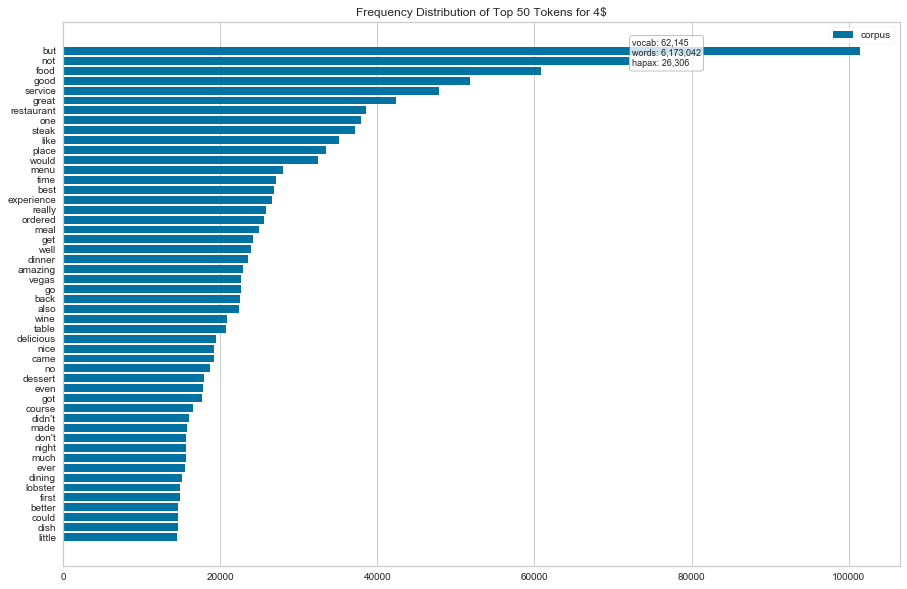 Frequency Distribution of Top 50 Tokens for 4$
corpus
vocab: 62,145
words: 6,173,042
hapax: 26,306
but
not
food
good
service
great
restaurant
one
steak
like
place
would
menu
time
best
experience
really
ordered
meal
get
well
dinner
amazing
vegas
go
back
also
wine
table
delicious
nice
came
no
dessert
even
got
course
didn't
made
don't
night
much
ever
dining
lobster
first
better
could
dish
little
0 20000 40000 60000 80000 100000